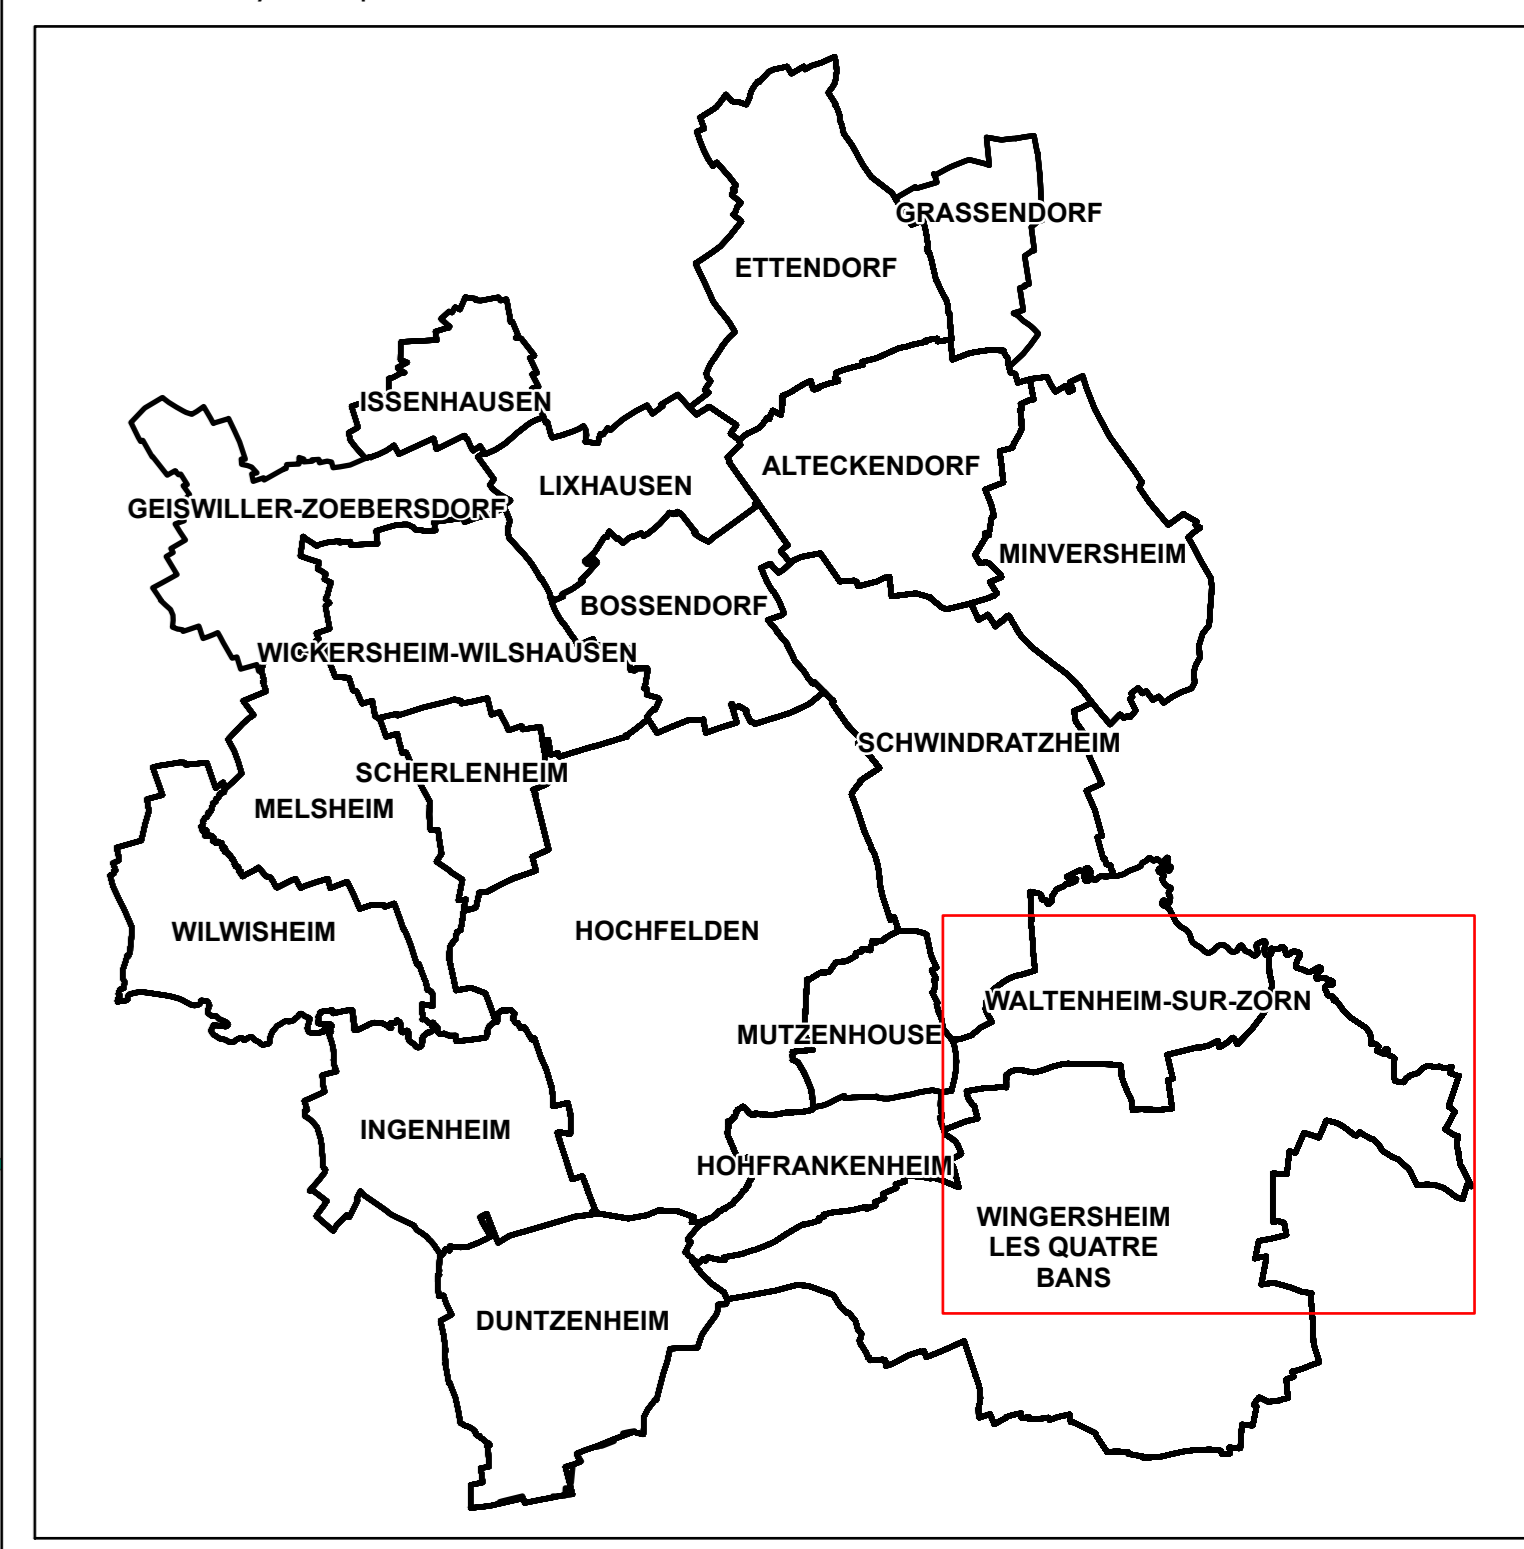 GRASSENDORF
ETTENDORF
ISSENHAUSEN
ALTECKENDORF
LIXHAUSEN
GEISWILLER-ZOEBERSDORF
MINVERSHEIM
BOSSENDORF
WICKERSHEIM-WILSHAUSEN
SCHWINDRATZHEIM
SCHERLENHEIM
MELSHEIM
WILWISHEIM
HOCHFELDEN
WALTENHEIM-SUR-ZORN
MUTZENHOUSE
INGENHEIM
HOHFRANKENHEIM
WINGERSHEIM
LES QUATRE
BANS
DUNTZENHEIM